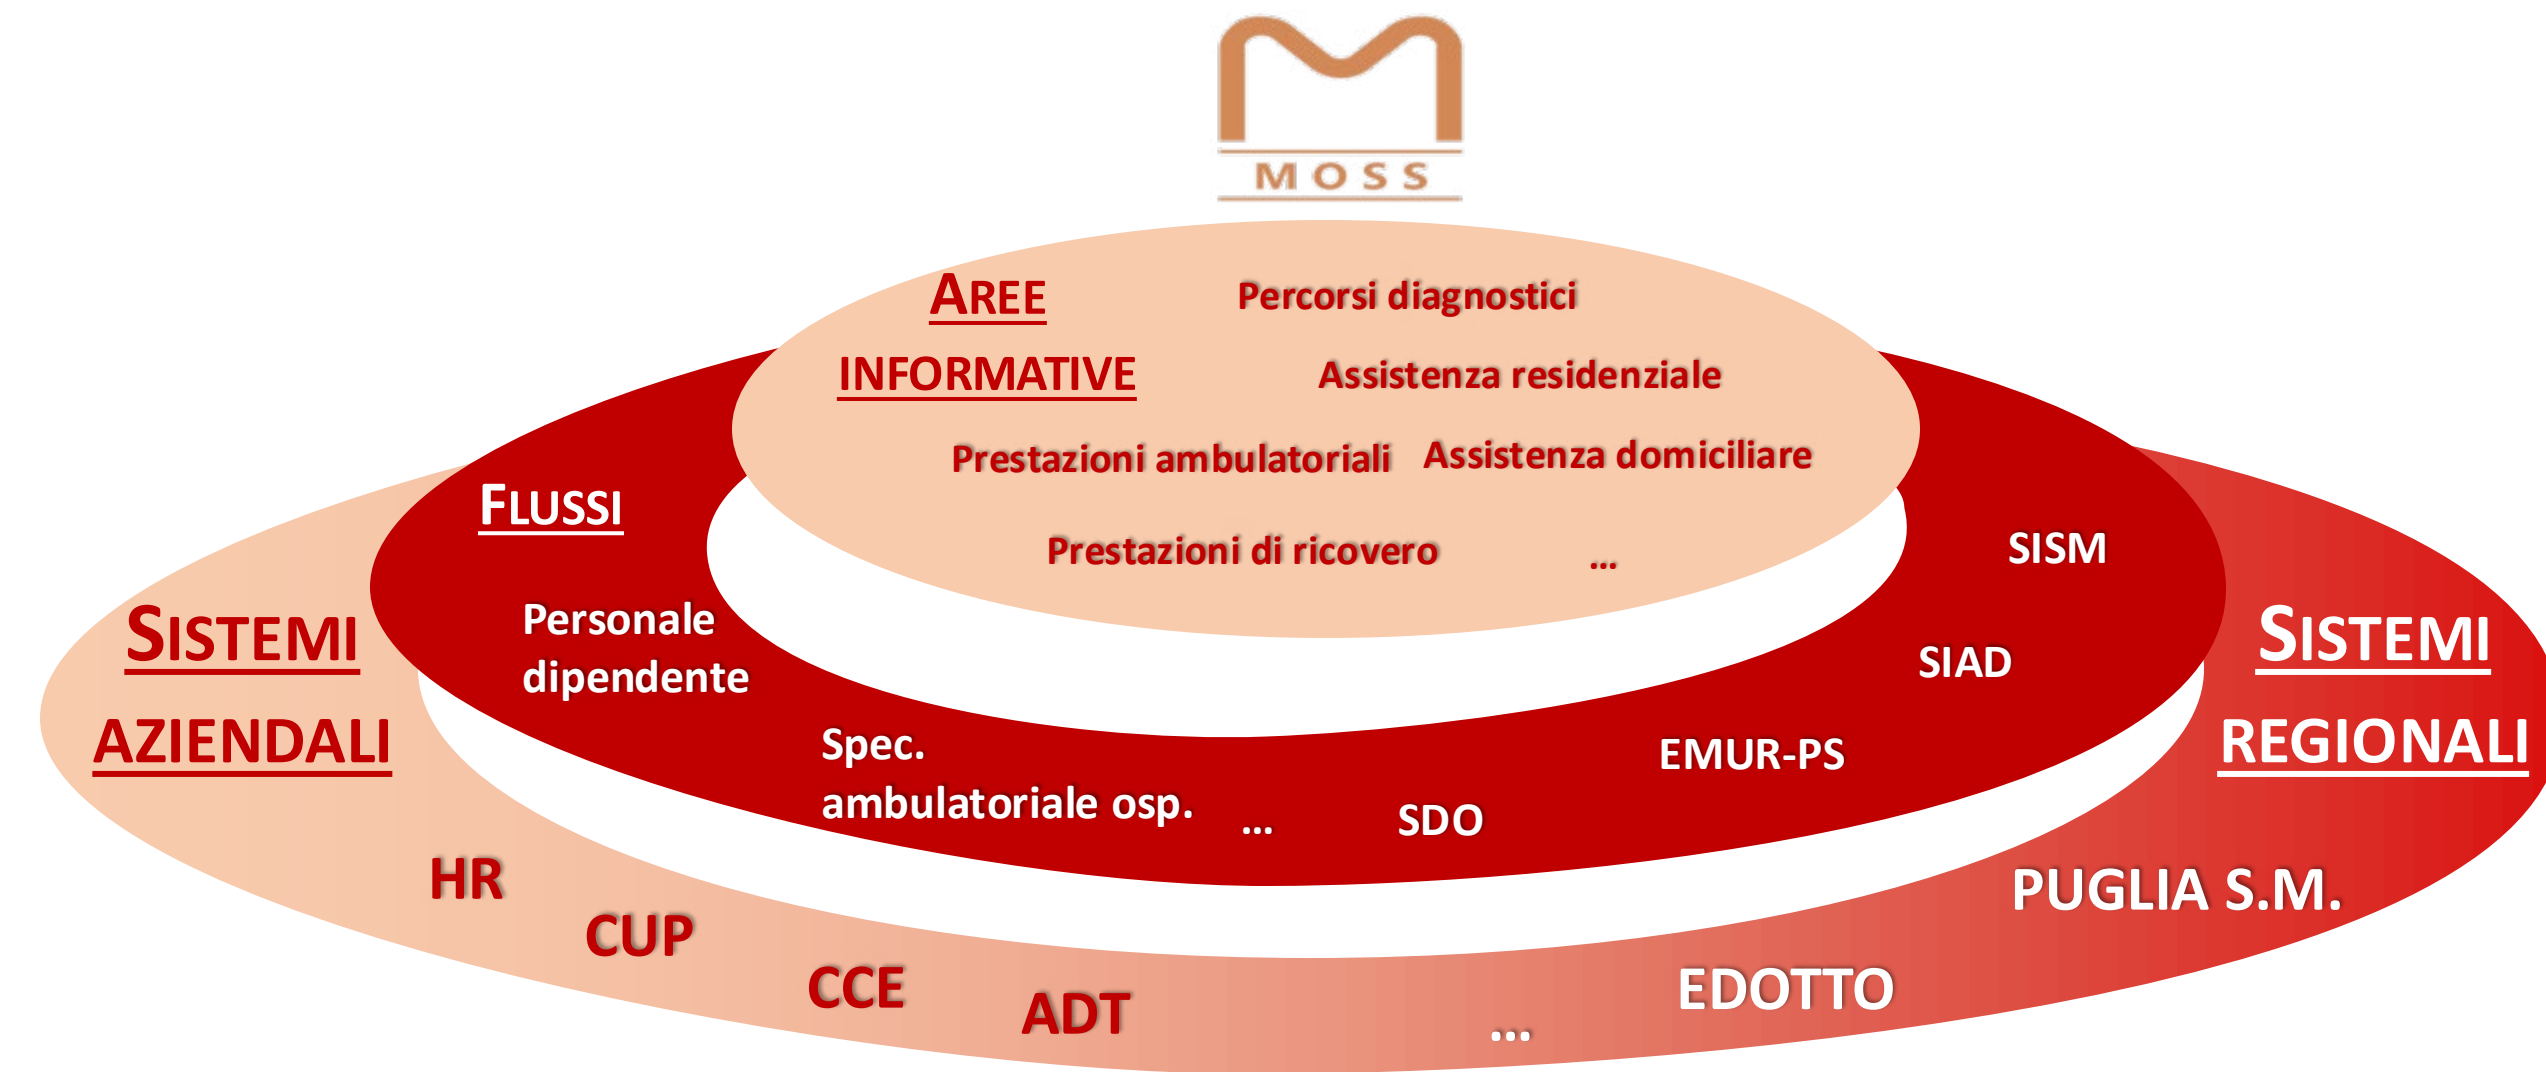 MOSS
AREE
INFORMATIVE
Percorsi diagnostici
Assistenza residenziale
Prestazioni ambulatoriali
Assistenza domiciliare
Prestazioni di ricovero
...
FLUSSI
Personale
dipendente
Spec.
ambulatoriale osp.
...
SDO
EMUR-PS
SIAD
SISM
SISTEMI
AZIENDALI
HR
CUP
CCE
ADT
...
EDOTTO
PUGLIA S.M.
SISTEMI
REGIONALI